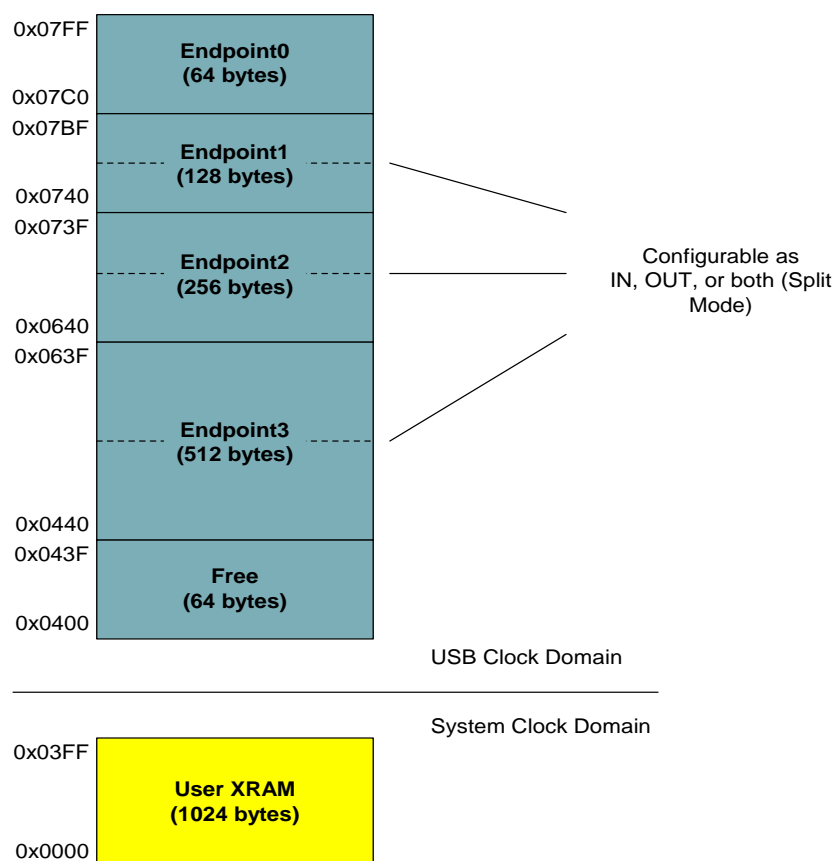 0x07FF
Endpoint0
(64 bytes)
0x07C0
0x07BF
Endpoint1
(128 bytes)
0x0740
0x073F
Endpoint2
(256 bytes)
0x0640
0x063F
Endpoint3
(512 bytes)
0x0440
0x043F
Free
(64 bytes)
0x0400
Configurable as
IN, OUT, or both (Split
Mode)
USB Clock Domain
System Clock Domain
0x03FF
User XRAM
(1024 bytes)
0x0000